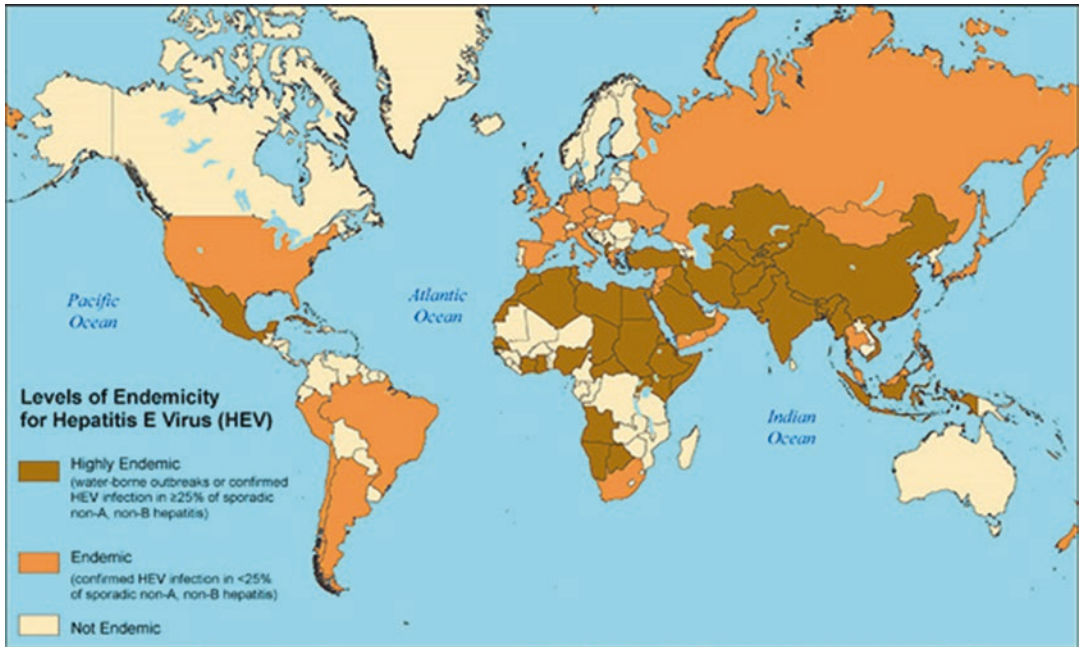 Pacific
Ocean
Atlantic
Ocean
Indian
Ocean
Levels of Endemicity
for Hepatitis E Virus (HEV)
Highly Endemic
(water-borne outbreaks or confirmed
HEV infection in ≥25% of sporadic
non-A, non-B hepatitis)
Endemic
(confirmed HEV infection in <25%
of sporadic non-A, non-B hepatitis)
Not Endemic